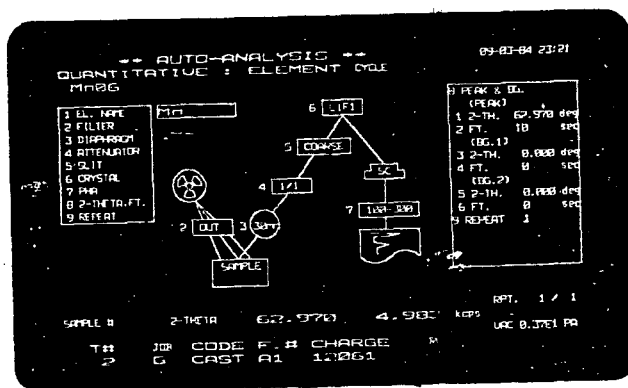 ** AUTO-ANALYSIS **
09-03-84 23:21
QUANTITATIVE : ELEMENT CYCLE
Mn06
1 EL. NAME
2 FILTER
3 DIAPHRAGM
4 ATTENUATOR
5 SLIT
6 CRYSTAL
7 PHA
8 2-THETA.FT.
9 REPEAT
Mn
6 LIF1
5 COARSE
4 1/1
SC
7 100-300
2 OUT
3 30mm
SAMPLE
PEAK & BG.
(PEAK)
1 2-TH. 62.970 deg
2 FT. 10 sec
(BG.1)
3 2-TH. 0.000 deg
4 FT. 0 sec
(BG.2)
5 2-TH. 0.000 deg
6 FT. 0 sec
9 REPEAT 1
RPT. 1 / 1
SAMPLE # 2-THETA 62.970 kcps
VAC 0.37E1 PA
T# JOB CODE F.# CHARGE
2 G CAST A1 12061